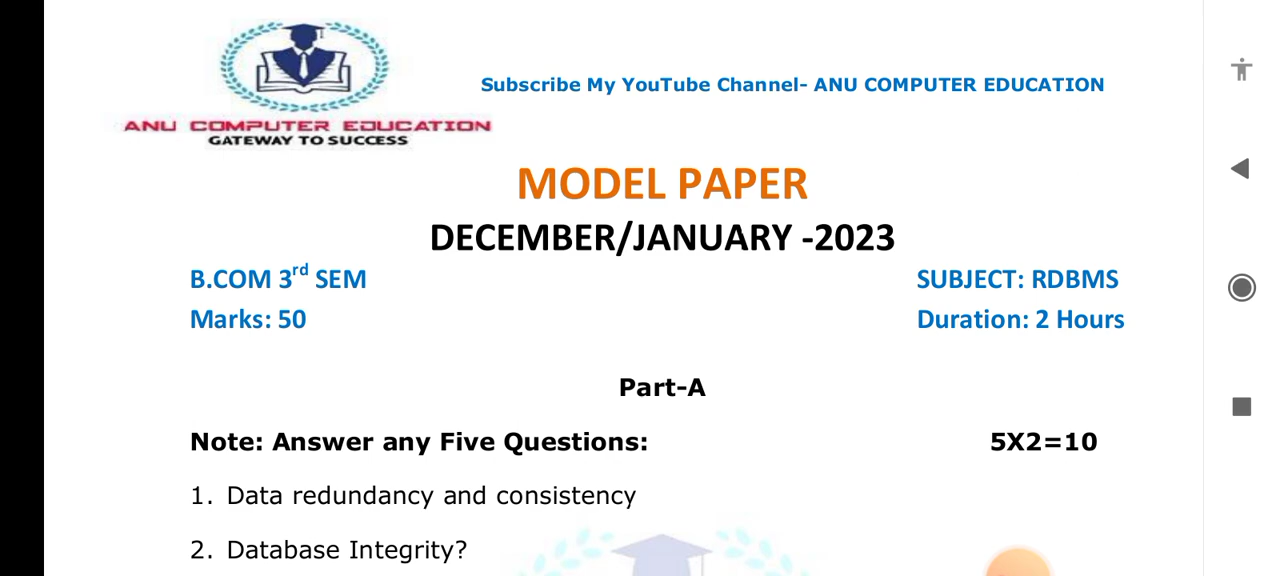 Subscribe My YouTube Channel- ANU COMPUTER EDUCATION
ANU COMPUTER EDUCATION
GATEWAY TO SUCCESS
MODEL PAPER
DECEMBER/JANUARY -2023
B.COM 3rd SEM SUBJECT: RDBMS
Marks: 50 Duration: 2 Hours
Part-A
Note: Answer any Five Questions: 5X2=10
1. Data redundancy and consistency
2. Database Integrity?